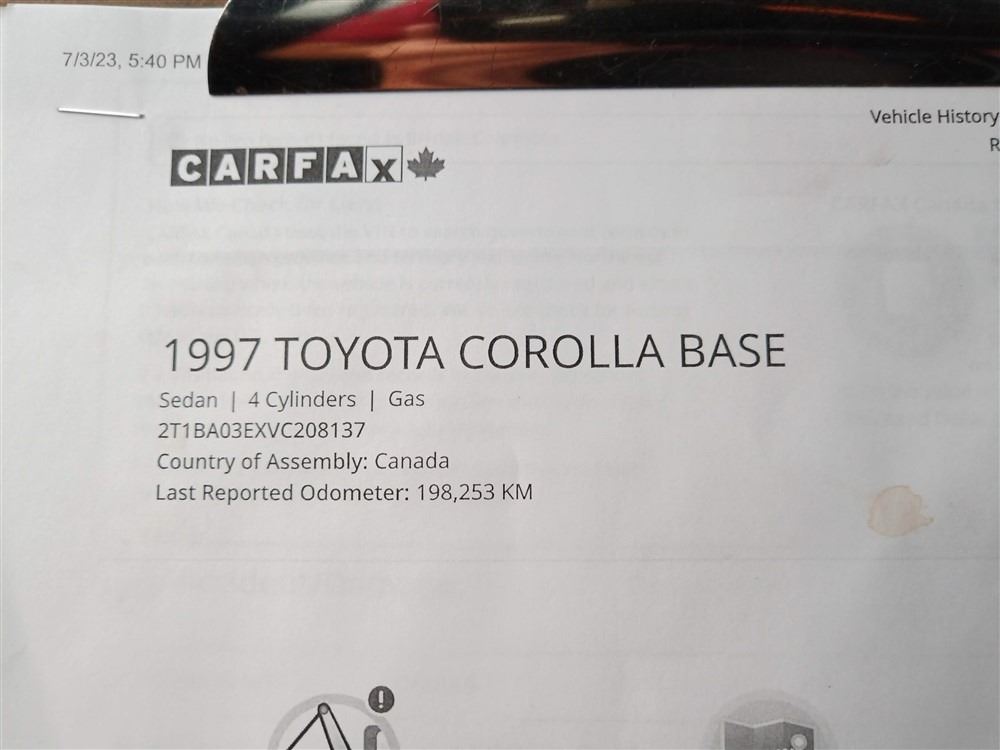 7/3/23, 5:40 PM
Vehicle History
R
CARFAX
1997 TOYOTA COROLLA BASE
Sedan | 4 Cylinders | Gas
2T1BA03EXVC208137
Country of Assembly: Canada
Last Reported Odometer: 198,253 KM